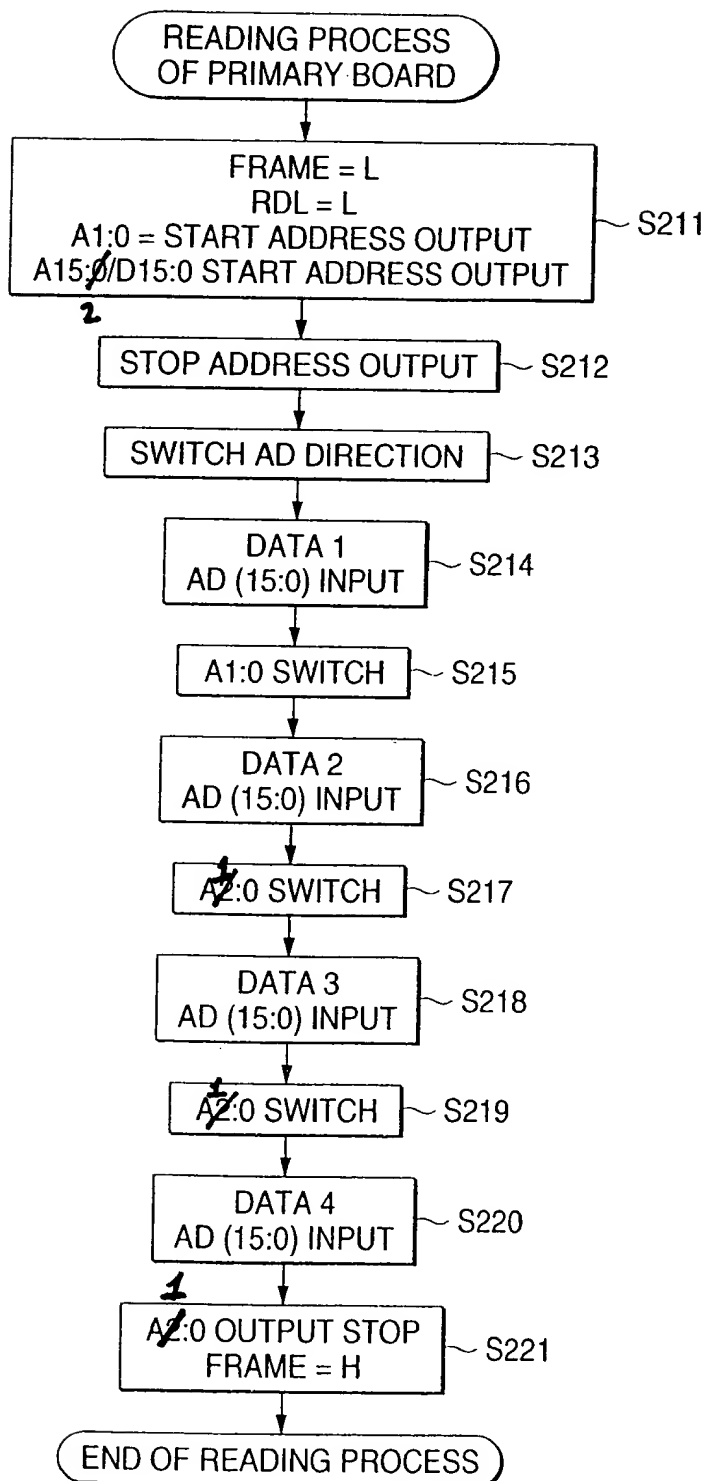 READING PROCESS
OF PRIMARY BOARD
FRAME = L
RDL = L
A1:0 = START ADDRESS OUTPUT
A15:0/D15:0 START ADDRESS OUTPUT
2
S211
STOP ADDRESS OUTPUT
S212
SWITCH AD DIRECTION
S213
DATA 1
AD (15:0) INPUT
S214
A1:0 SWITCH
S215
DATA 2
AD (15:0) INPUT
S216
1
A2:0 SWITCH
S217
DATA 3
AD (15:0) INPUT
S218
1
A2:0 SWITCH
S219
DATA 4
AD (15:0) INPUT
S220
1
A2:0 OUTPUT STOP
FRAME = H
S221
END OF READING PROCESS